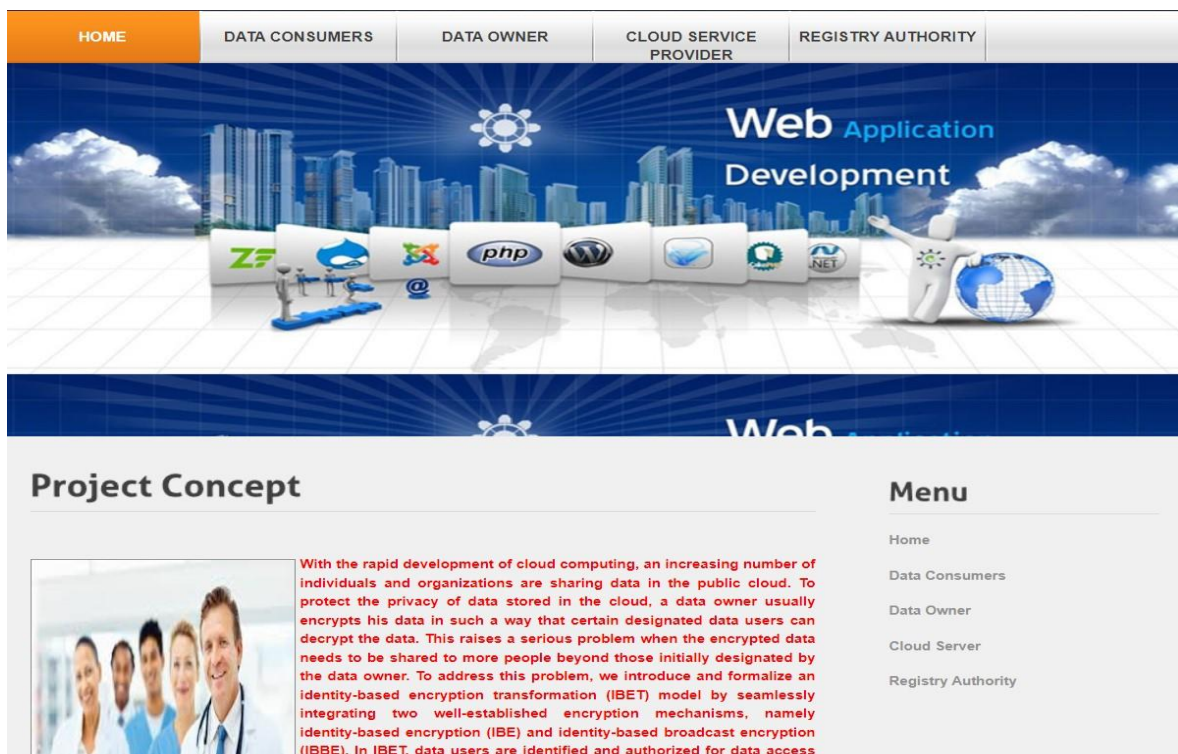 HOME
DATA CONSUMERS
DATA OWNER
CLOUD SERVICE
PROVIDER
REGISTRY AUTHORITY
Web Application
Development
php
.NET
@
Project Concept
With the rapid development of cloud computing, an increasing number of
individuals and organizations are sharing data in the public cloud. To
protect the privacy of data stored in the cloud, a data owner usually
encrypts his data in such a way that certain designated data users can
decrypt the data. This raises a serious problem when the encrypted data
needs to be shared to more people beyond those initially designated by
the data owner. To address this problem, we introduce and formalize an
identity-based encryption transformation (IBET) model by seamlessly
integrating two well-established encryption mechanisms, namely
identity-based encryption (IBE) and identity-based broadcast encryption
(IBBE). In IBET, data users are identified and authorized for data access
Menu
Home
Data Consumers
Data Owner
Cloud Server
Registry Authority